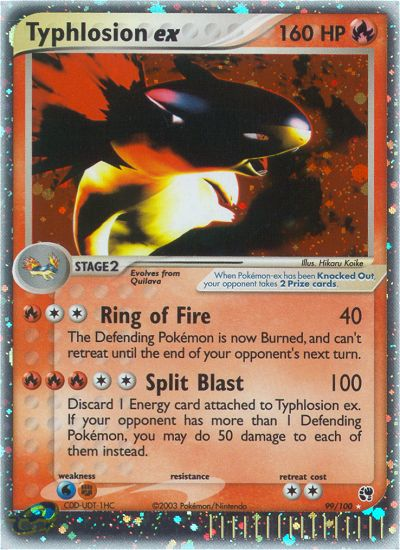 Typhlosion ex 160 HP
Illus. Hikaru Koike
STAGE2
Evolves from
Quilava
When Pokémon-ex has been Knocked Out,
your opponent takes 2 Prize cards.
Ring of Fire 40
The Defending Pokémon is now Burned, and can't
retreat until the end of your opponent's next turn.
Split Blast 100
Discard 1 Energy card attached to Typhlosion ex.
If your opponent has more than 1 Defending
Pokémon, you may do 50 damage to each of
them instead.
weakness resistance retreat cost
C0D-UDT-1HC ©2003 Pokémon/Nintendo 99/100